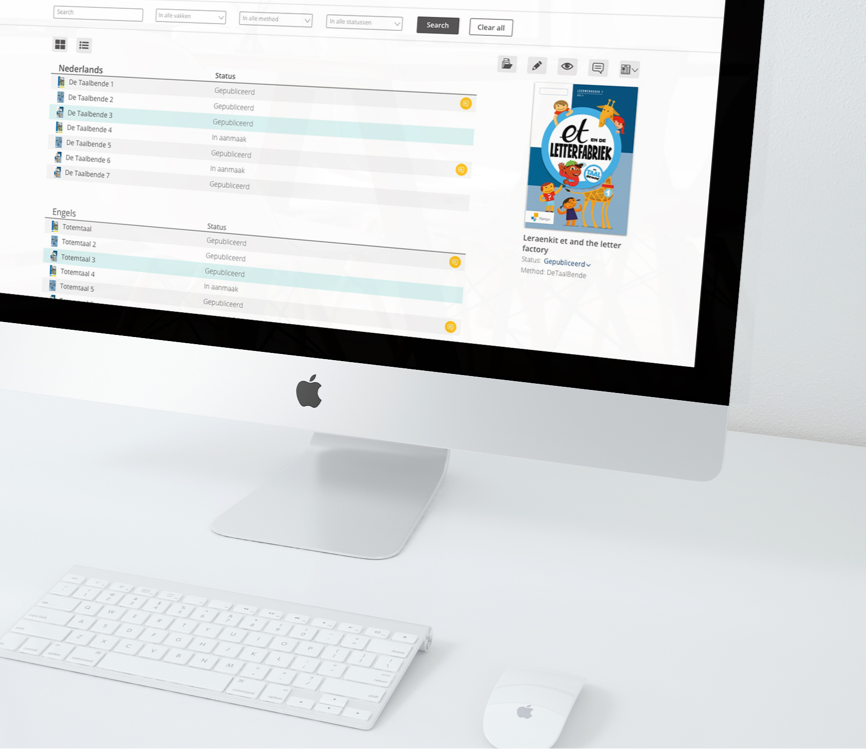 Search
In alle vakken
In alle method
In alle statussen
Search
Clear all
Nederlands
Status
De Taalbende 1
Gepubliceerd
De Taalbende 2
Gepubliceerd
De Taalbende 3
Gepubliceerd
De Taalbende 4
In aanmaak
De Taalbende 5
Gepubliceerd
De Taalbende 6
In aanmaak
De Taalbende 7
Gepubliceerd
Engels
Status
Totemtaal
Gepubliceerd
Totemtaal 2
Gepubliceerd
Totemtaal 3
Gepubliceerd
Totemtaal 4
In aanmaak
Totemtaal 5
Gepubliceerd
et
EN DE
LETTERFABRIEK
TAAL
Leraenkit et and the letter
factory
Status: Gepubliceerd
Method: DeTaalBende